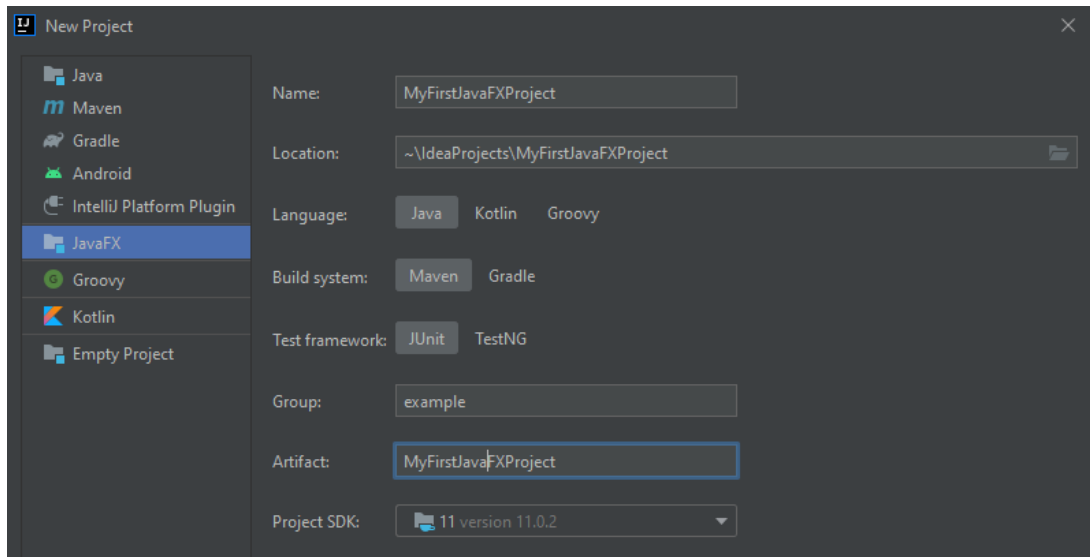 New Project
Java
Maven
Gradle
Android
IntelliJ Platform Plugin
JavaFX
Groovy
Kotlin
Empty Project
Name: MyFirstJavaFXProject
Location: ~\IdeaProjects\MyFirstJavaFXProject
Language: Java Kotlin Groovy
Build system: Maven Gradle
Test framework: JUnit TestNG
Group: example
Artifact: MyFirstJavaFXProject
Project SDK: 11 version 11.0.2